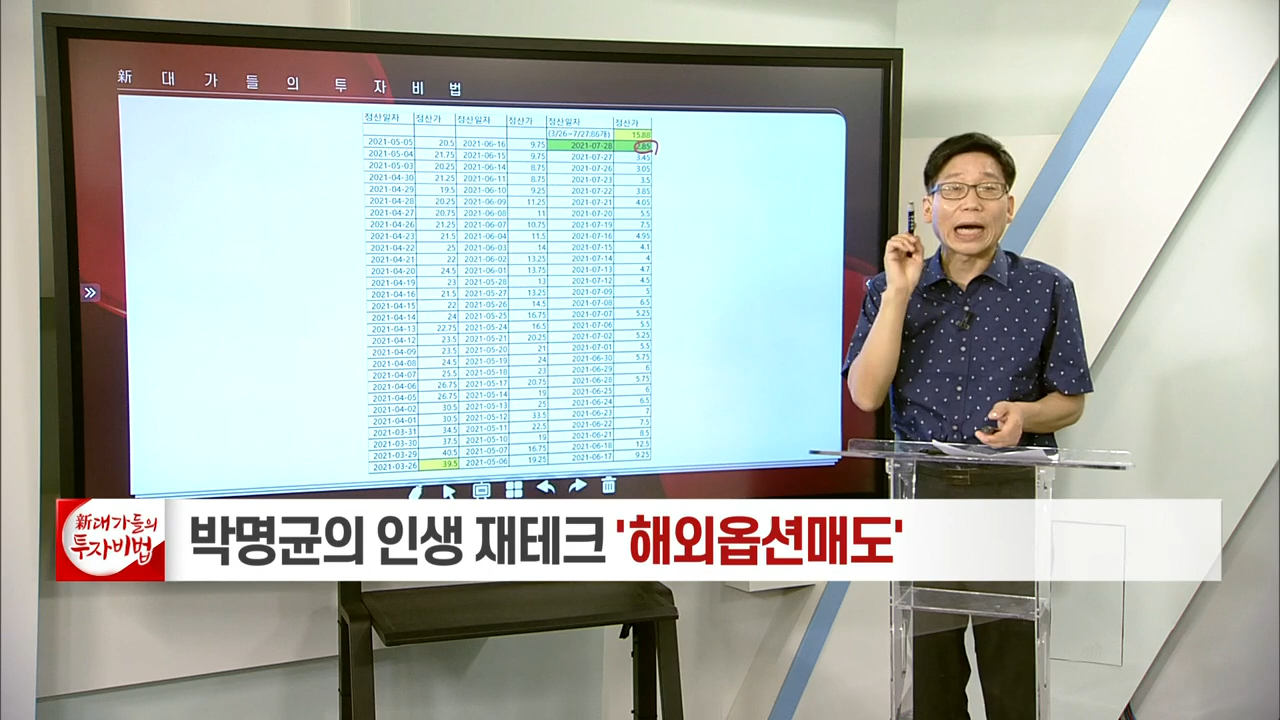 新 대 가 들 의 투 자 비 법
정산일자 정산가 정산일자 정산가 정산일자 정산가
(3/26~7/27.86개) 15.88
2021-05-05 20.5 2021-06-16 9.75 2021-07-28 2.85
2021-05-04 21.75 2021-06-15 9.75 2021-07-27 3.45
2021-05-03 20.25 2021-06-14 8.75 2021-07-26 3.05
2021-04-30 21.25 2021-06-11 8.75 2021-07-23 3.5
2021-04-29 19.5 2021-06-10 9.25 2021-07-22 3.85
2021-04-28 20.25 2021-06-09 11.25 2021-07-21 4.05
2021-04-27 20.75 2021-06-08 11 2021-07-20 5.5
2021-04-26 21.25 2021-06-07 10.75 2021-07-19 7.5
2021-04-23 21.5 2021-06-04 11.5 2021-07-16 4.95
2021-04-22 25 2021-06-03 14 2021-07-15 4.1
2021-04-21 22 2021-06-02 13.25 2021-07-14 4
2021-04-20 24.5 2021-06-01 13.75 2021-07-13 4.7
2021-04-19 23 2021-05-28 13 2021-07-12 4.5
2021-04-16 21.5 2021-05-27 13.25 2021-07-09 5
2021-04-15 22 2021-05-26 14.5 2021-07-08 6.5
2021-04-14 24 2021-05-25 16.75 2021-07-07 5.25
2021-04-13 22.75 2021-05-24 16.5 2021-07-06 5.5
2021-04-12 23.5 2021-05-21 20.25 2021-07-02 5.25
2021-04-09 23.5 2021-05-20 21 2021-07-01 5.5
2021-04-08 24.5 2021-05-19 24 2021-06-30 5.75
2021-04-07 25.5 2021-05-18 23 2021-06-29 6
2021-04-06 26.75 2021-05-17 20.75 2021-06-28 5.75
2021-04-05 26.75 2021-05-14 19 2021-06-25 6
2021-04-02 30.5 2021-05-13 25 2021-06-24 6.5
2021-04-01 30.5 2021-05-12 33.5 2021-06-23 7
2021-03-31 34.5 2021-05-11 22.5 2021-06-22 7.5
2021-03-30 37.5 2021-05-10 19 2021-06-21 8.5
2021-03-29 40.5 2021-05-07 16.75 2021-06-18 12.5
2021-03-26 39.5 2021-05-06 19.25 2021-06-17 9.25
新대가들의
투자비법
박명균의 인생 재테크 '해외옵션매도'